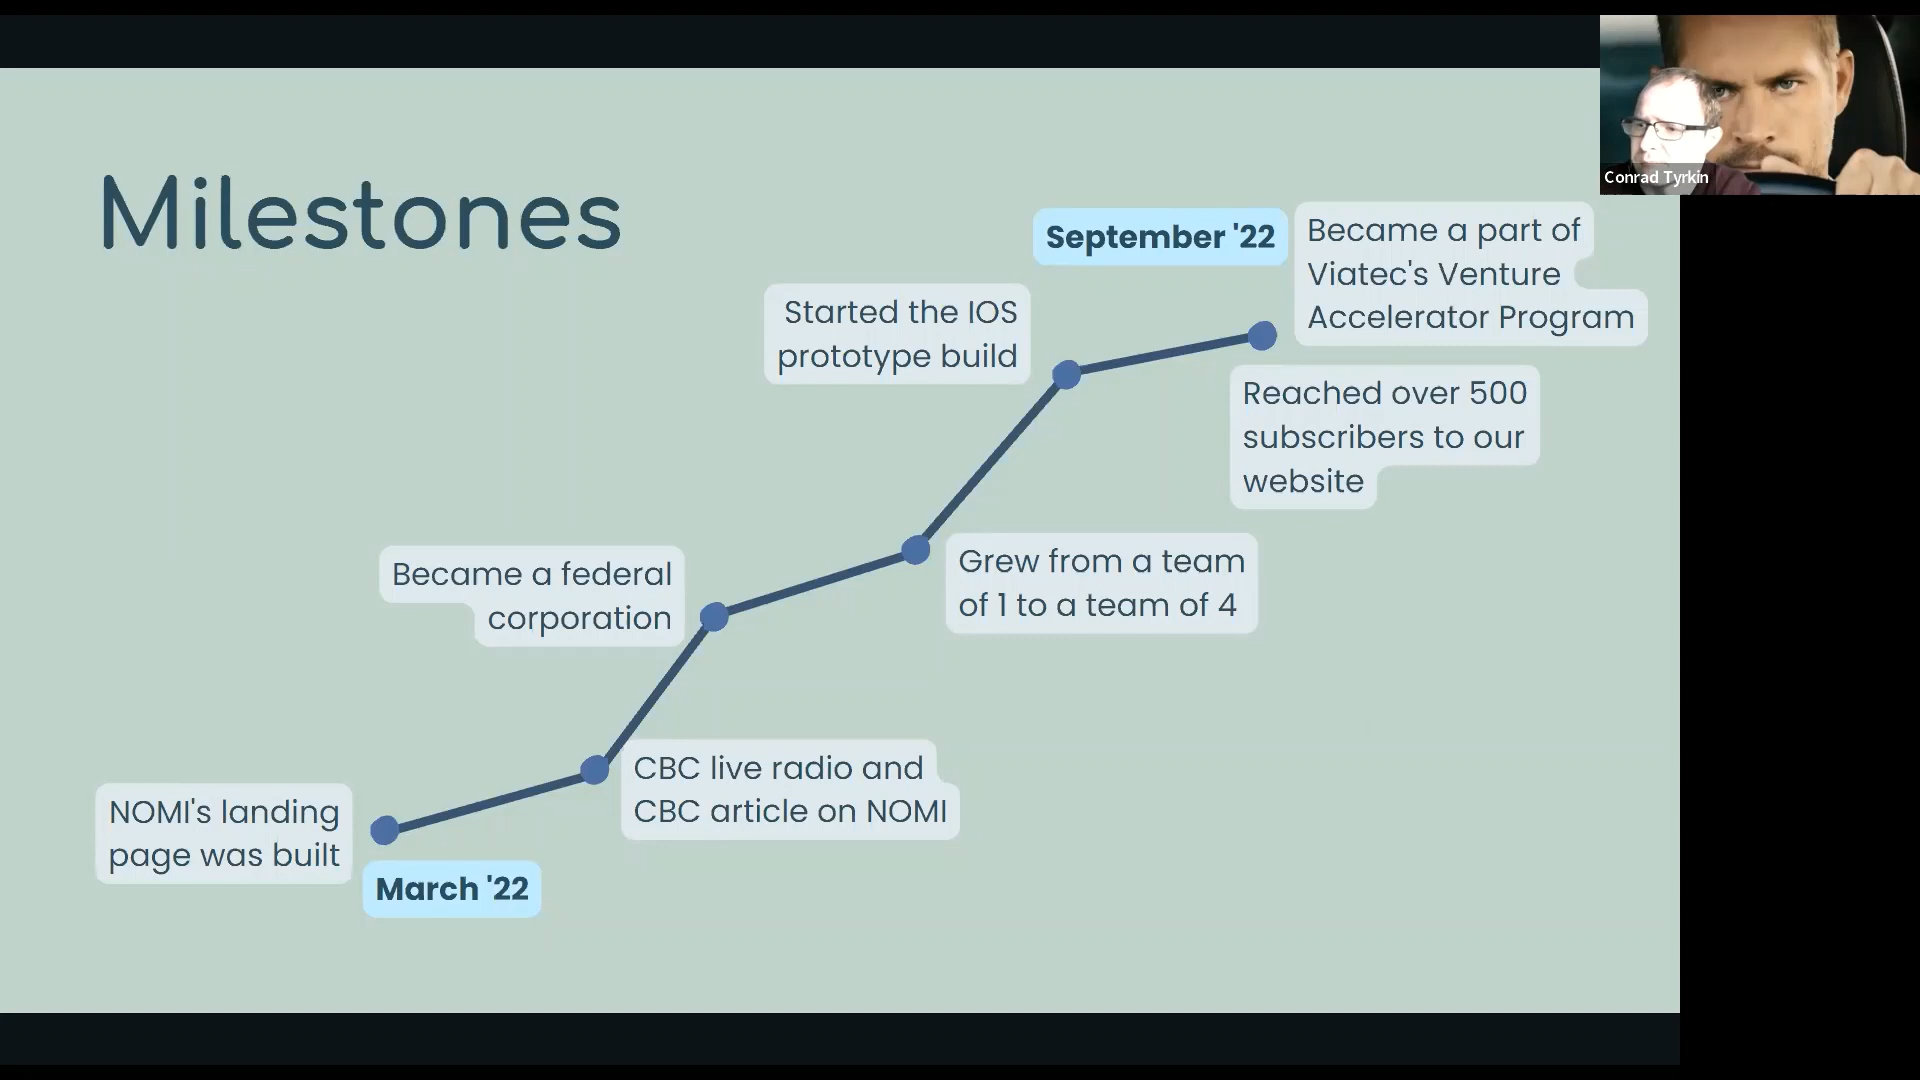 Conrad Tyrkin
Milestones
September '22
Became a part of
Viatec's Venture
Accelerator Program
Started the IOS
prototype build
Reached over 500
subscribers to our
website
Became a federal
corporation
Grew from a team
of 1 to a team of 4
CBC live radio and
CBC article on NOMI
NOMI's landing
page was built
March '22